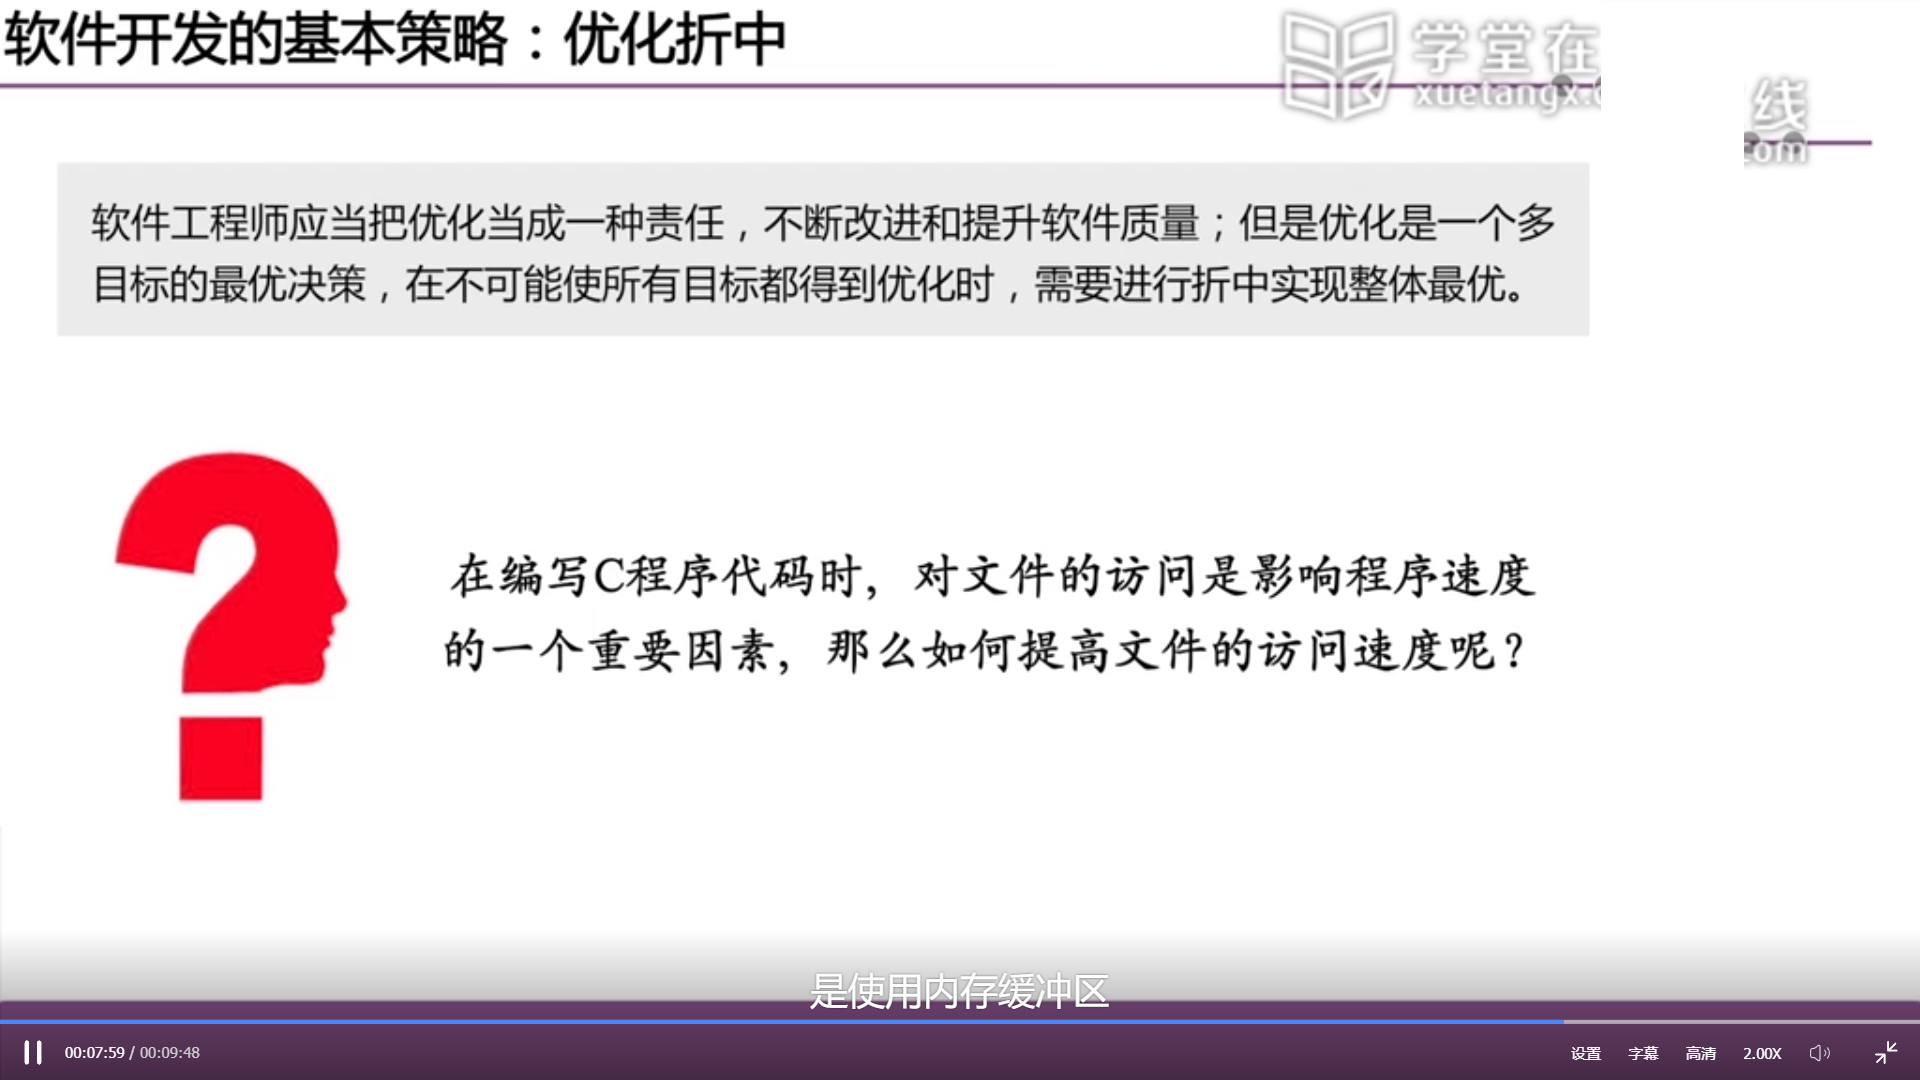 软件开发的基本策略：优化折中
学堂在
xuetangx.
线
com
软件工程师应当把优化当成一种责任，不断改进和提升软件质量；但是优化是一个多
目标的最优决策，在不可能使所有目标都得到优化时，需要进行折中实现整体最优。
在编写C程序代码时，对文件的访问是影响程序速度
的一个重要因素，那么如何提高文件的访问速度呢？
是使用内存缓冲区
00:07:59 / 00:09:48
设置 字幕 高清 2.00X